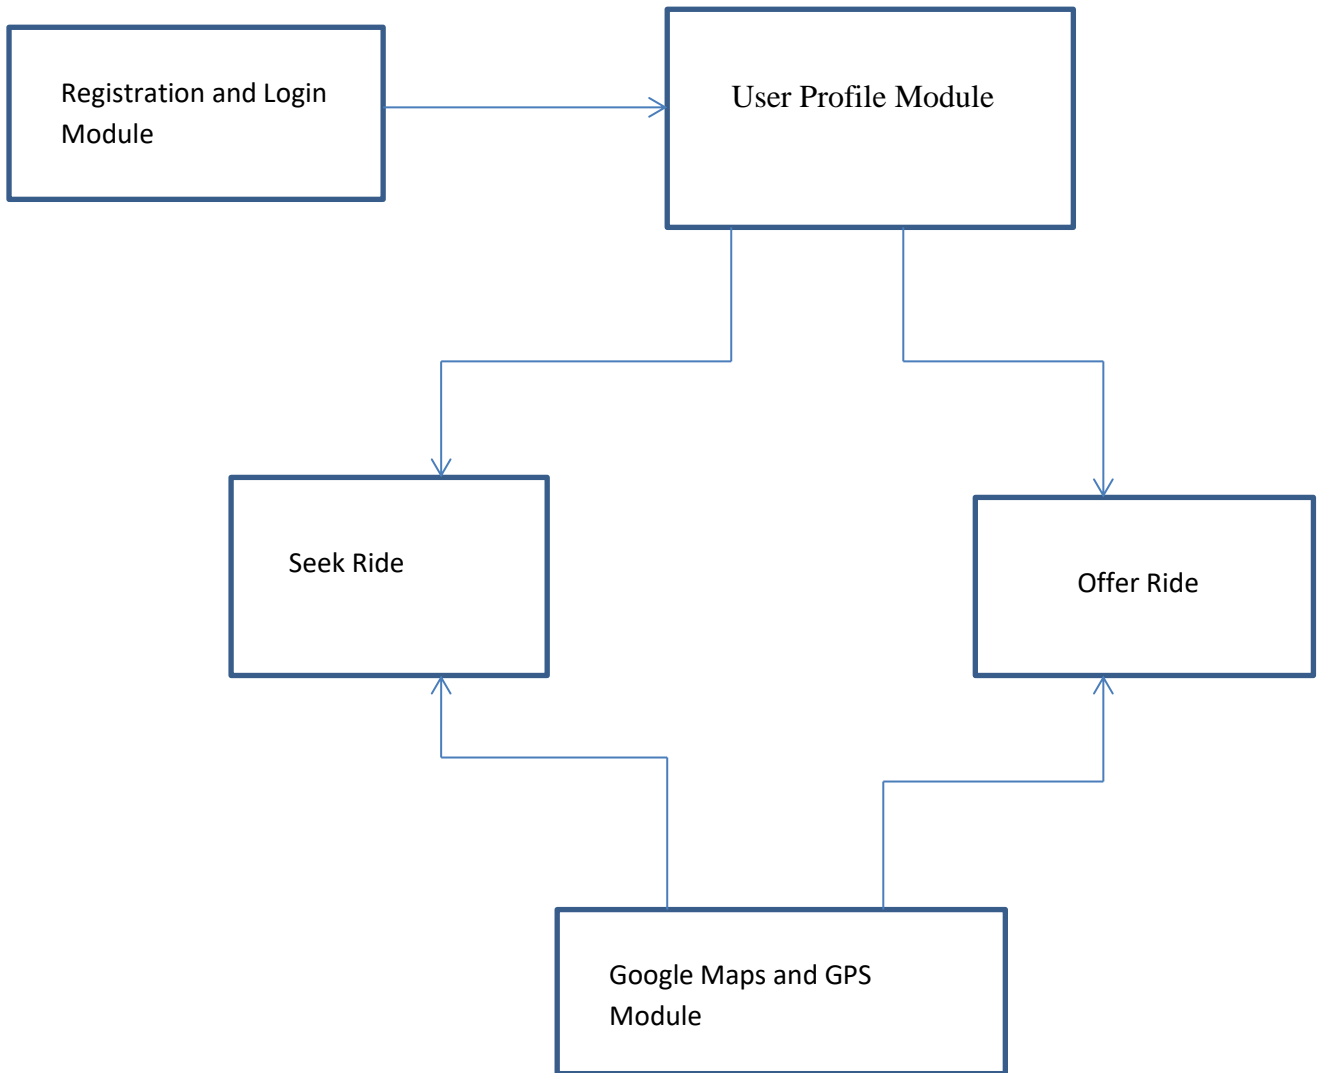 Registration and Login
Module
User Profile Module
Seek Ride
Offer Ride
Google Maps and GPS
Module